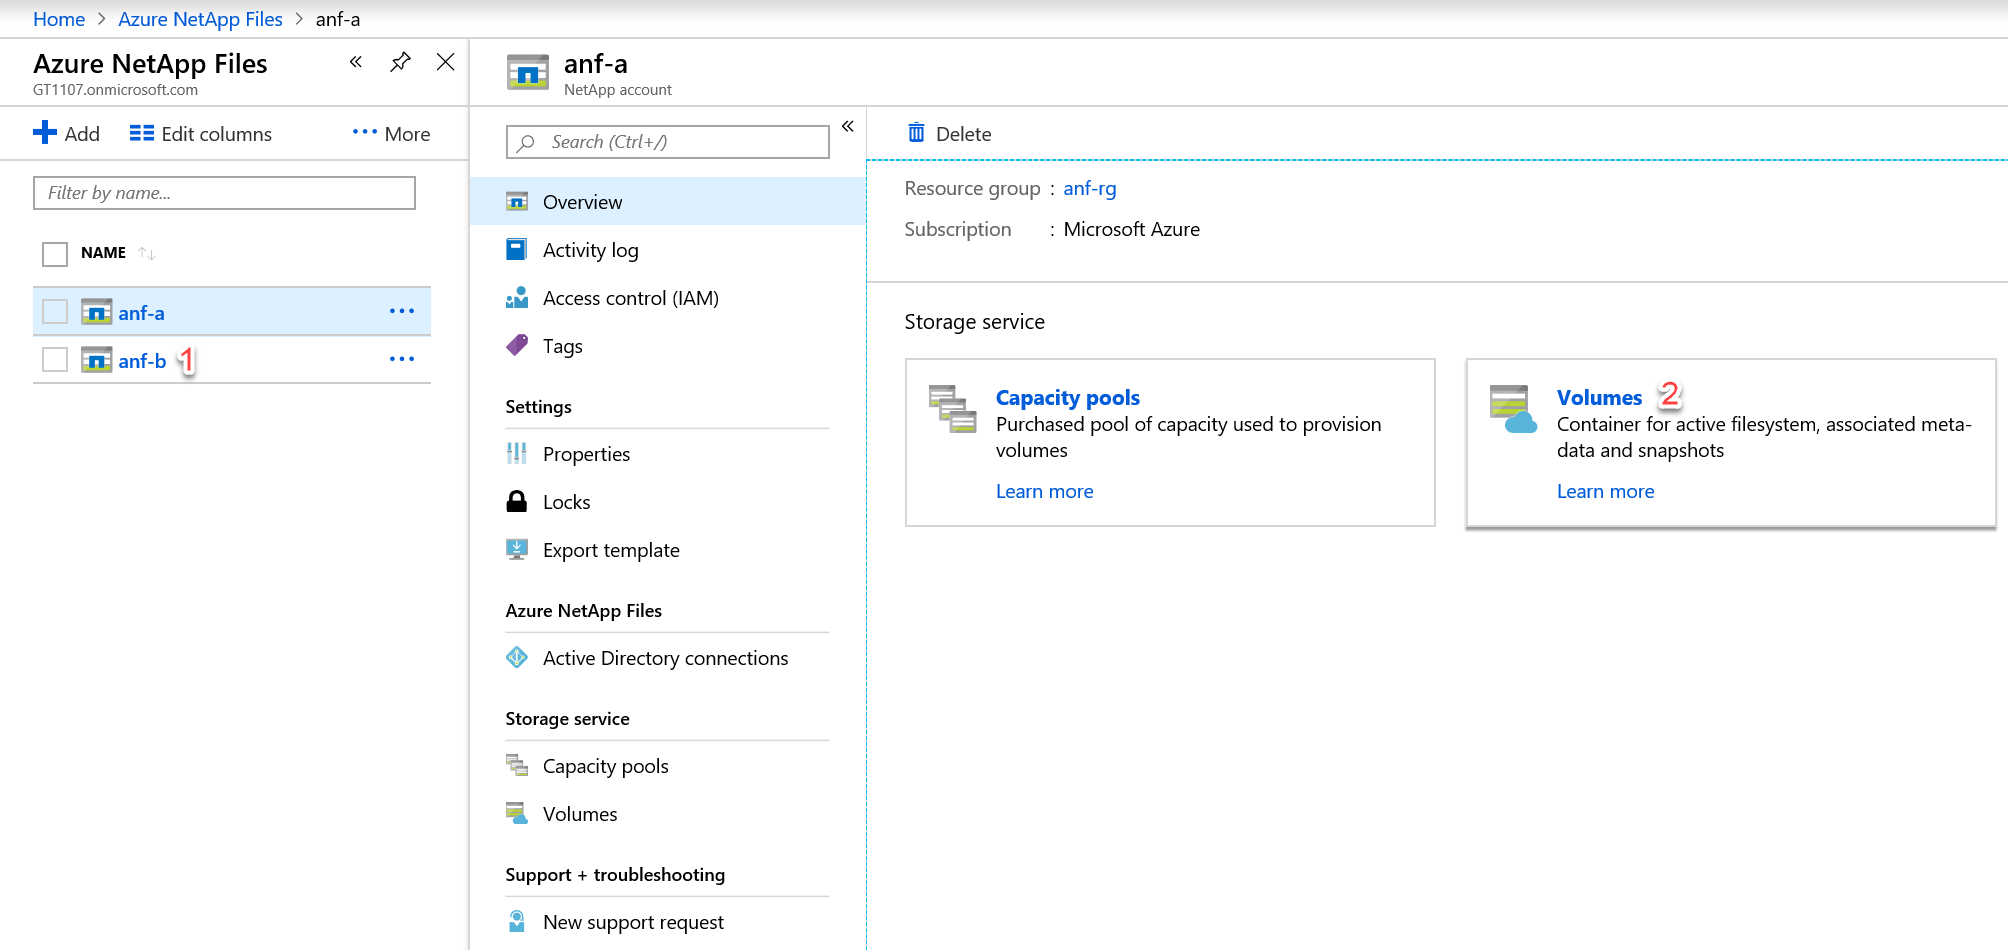 Home > Azure NetApp Files > anf-a
Azure NetApp Files
GT1107.onmicrosoft.com
Add Edit columns ··· More
Filter by name...
NAME
anf-a ···
anf-b 1 ···
anf-a
NetApp account
Search (Ctrl+/)
Overview
Activity log
Access control (IAM)
Tags
Settings
Properties
Locks
Export template
Azure NetApp Files
Active Directory connections
Storage service
Capacity pools
Volumes
Support + troubleshooting
New support request
Delete
Resource group : anf-rg
Subscription : Microsoft Azure
Storage service
Capacity pools
Purchased pool of capacity used to provision
volumes
Learn more
Volumes 2
Container for active filesystem, associated meta-
data and snapshots
Learn more